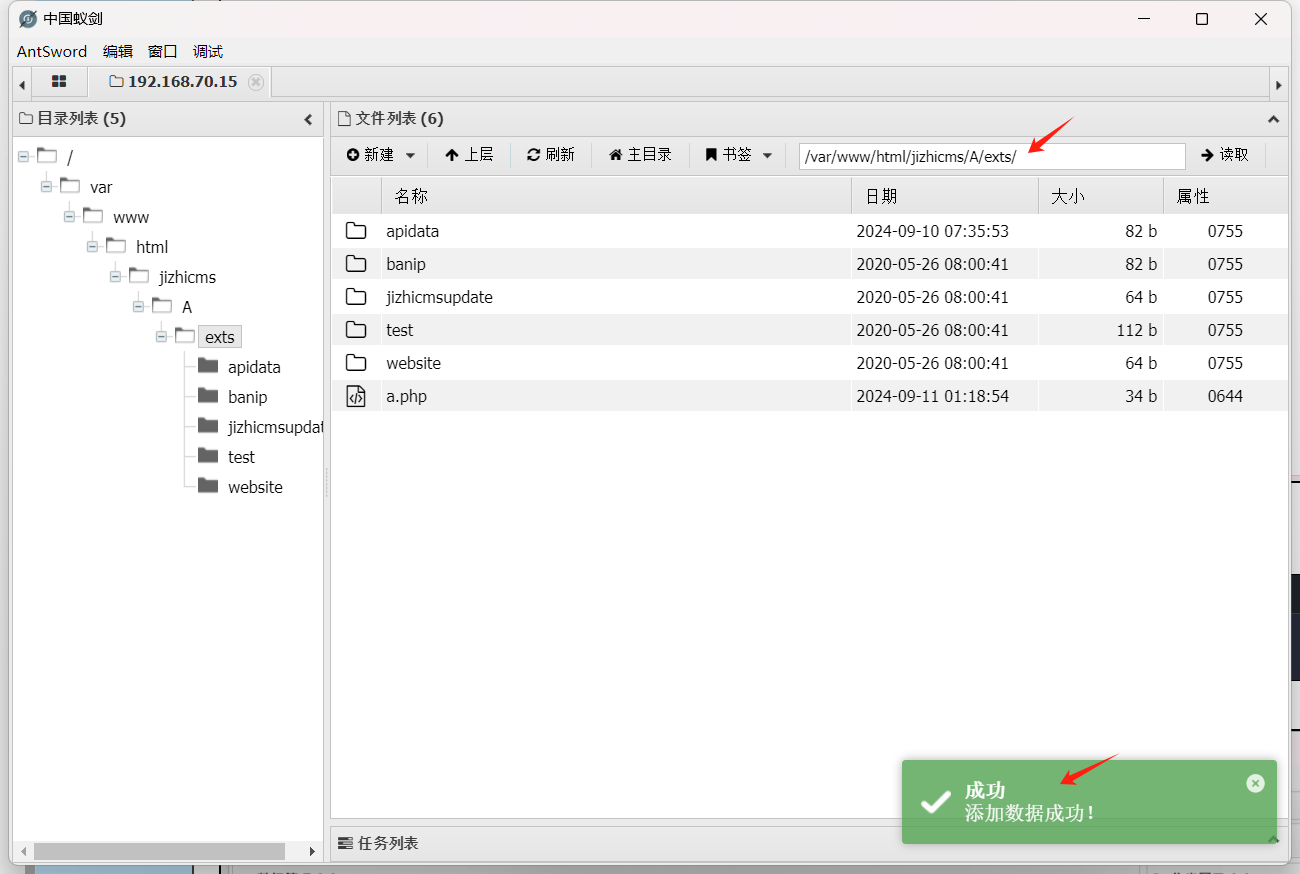 中国蚁剑
AntSword 编辑 窗口 调试
192.168.70.15
目录列表 (5)
/
var
www
html
jizhicms
A
exts
apidata
banip
jizhicmsupdat
test
website
文件列表 (6)
新建 上层 刷新 主目录 书签 /var/www/html/jizhicms/A/exts/ 读取
名称 日期 大小 属性
apidata 2024-09-10 07:35:53 82 b 0755
banip 2020-05-26 08:00:41 82 b 0755
jizhicmsupdate 2020-05-26 08:00:41 64 b 0755
test 2020-05-26 08:00:41 112 b 0755
website 2020-05-26 08:00:41 64 b 0755
a.php 2024-09-11 01:18:54 34 b 0644
成功
添加数据成功!
任务列表